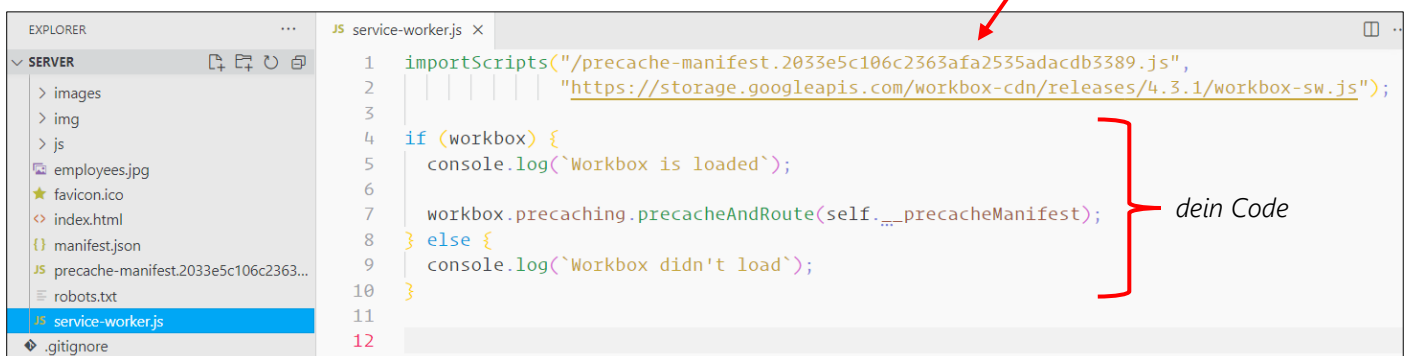 EXPLORER ...
SERVER
images
img
js
employees.jpg
favicon.ico
<> index.html
{} manifest.json
JS precache-manifest.2033e5c106c2363...
robots.txt
JS service-worker.js
.gitignore
JS service-worker.js ×
1 importScripts("/precache-manifest.2033e5c106c2363afa2535adacdb3389.js",
2 "https://storage.googleapis.com/workbox-cdn/releases/4.3.1/workbox-sw.js");
3
4 if (workbox) {
5 console.log(`Workbox is loaded`);
6
7 workbox.precaching.precacheAndRoute(self.__precacheManifest);
8 } else {
9 console.log(`Workbox didn't load`);
10 }
11
12
dein Code